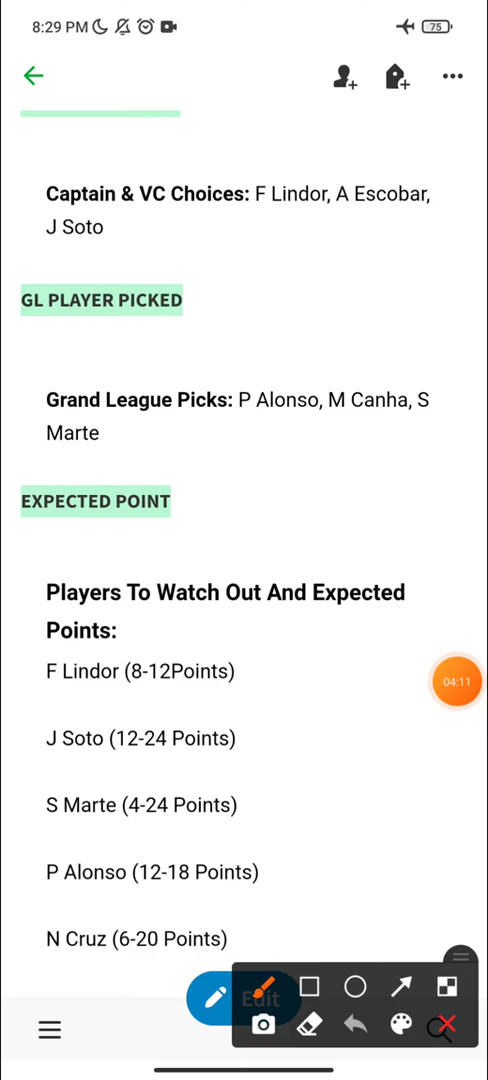 8:29 PM
75
Captain & VC Choices: F Lindor, A Escobar,
J Soto
GL PLAYER PICKED
Grand League Picks: P Alonso, M Canha, S
Marte
EXPECTED POINT
Players To Watch Out And Expected
Points:
F Lindor (8-12Points)
04:11
J Soto (12-24 Points)
S Marte (4-24 Points)
P Alonso (12-18 Points)
N Cruz (6-20 Points)
Edit